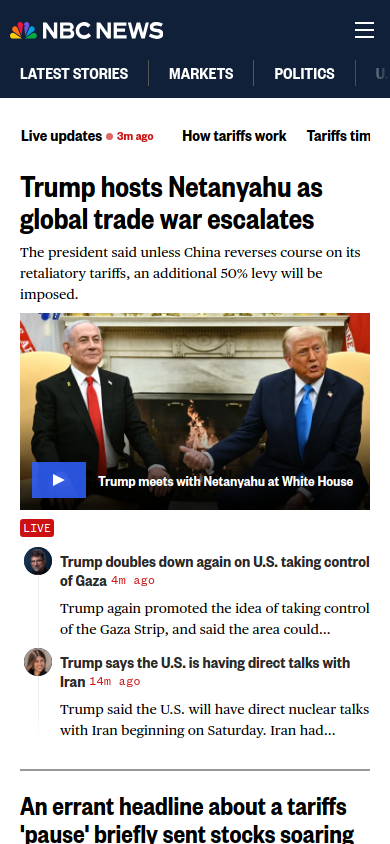 NBC NEWS
LATEST STORIES MARKETS POLITICS U.
Live updates 3m ago How tariffs work Tariffs tim
Trump hosts Netanyahu as
global trade war escalates
The president said unless China reverses course on its
retaliatory tariffs, an additional 50% levy will be
imposed.
Trump meets with Netanyahu at White House
LIVE
Trump doubles down again on U.S. taking control
of Gaza 4m ago
Trump again promoted the idea of taking control
of the Gaza Strip, and said the area could...
Trump says the U.S. is having direct talks with
Iran 14m ago
Trump said the U.S. will have direct nuclear talks
with Iran beginning on Saturday. Iran had...
An errant headline about a tariffs
'pause' briefly sent stocks soaring